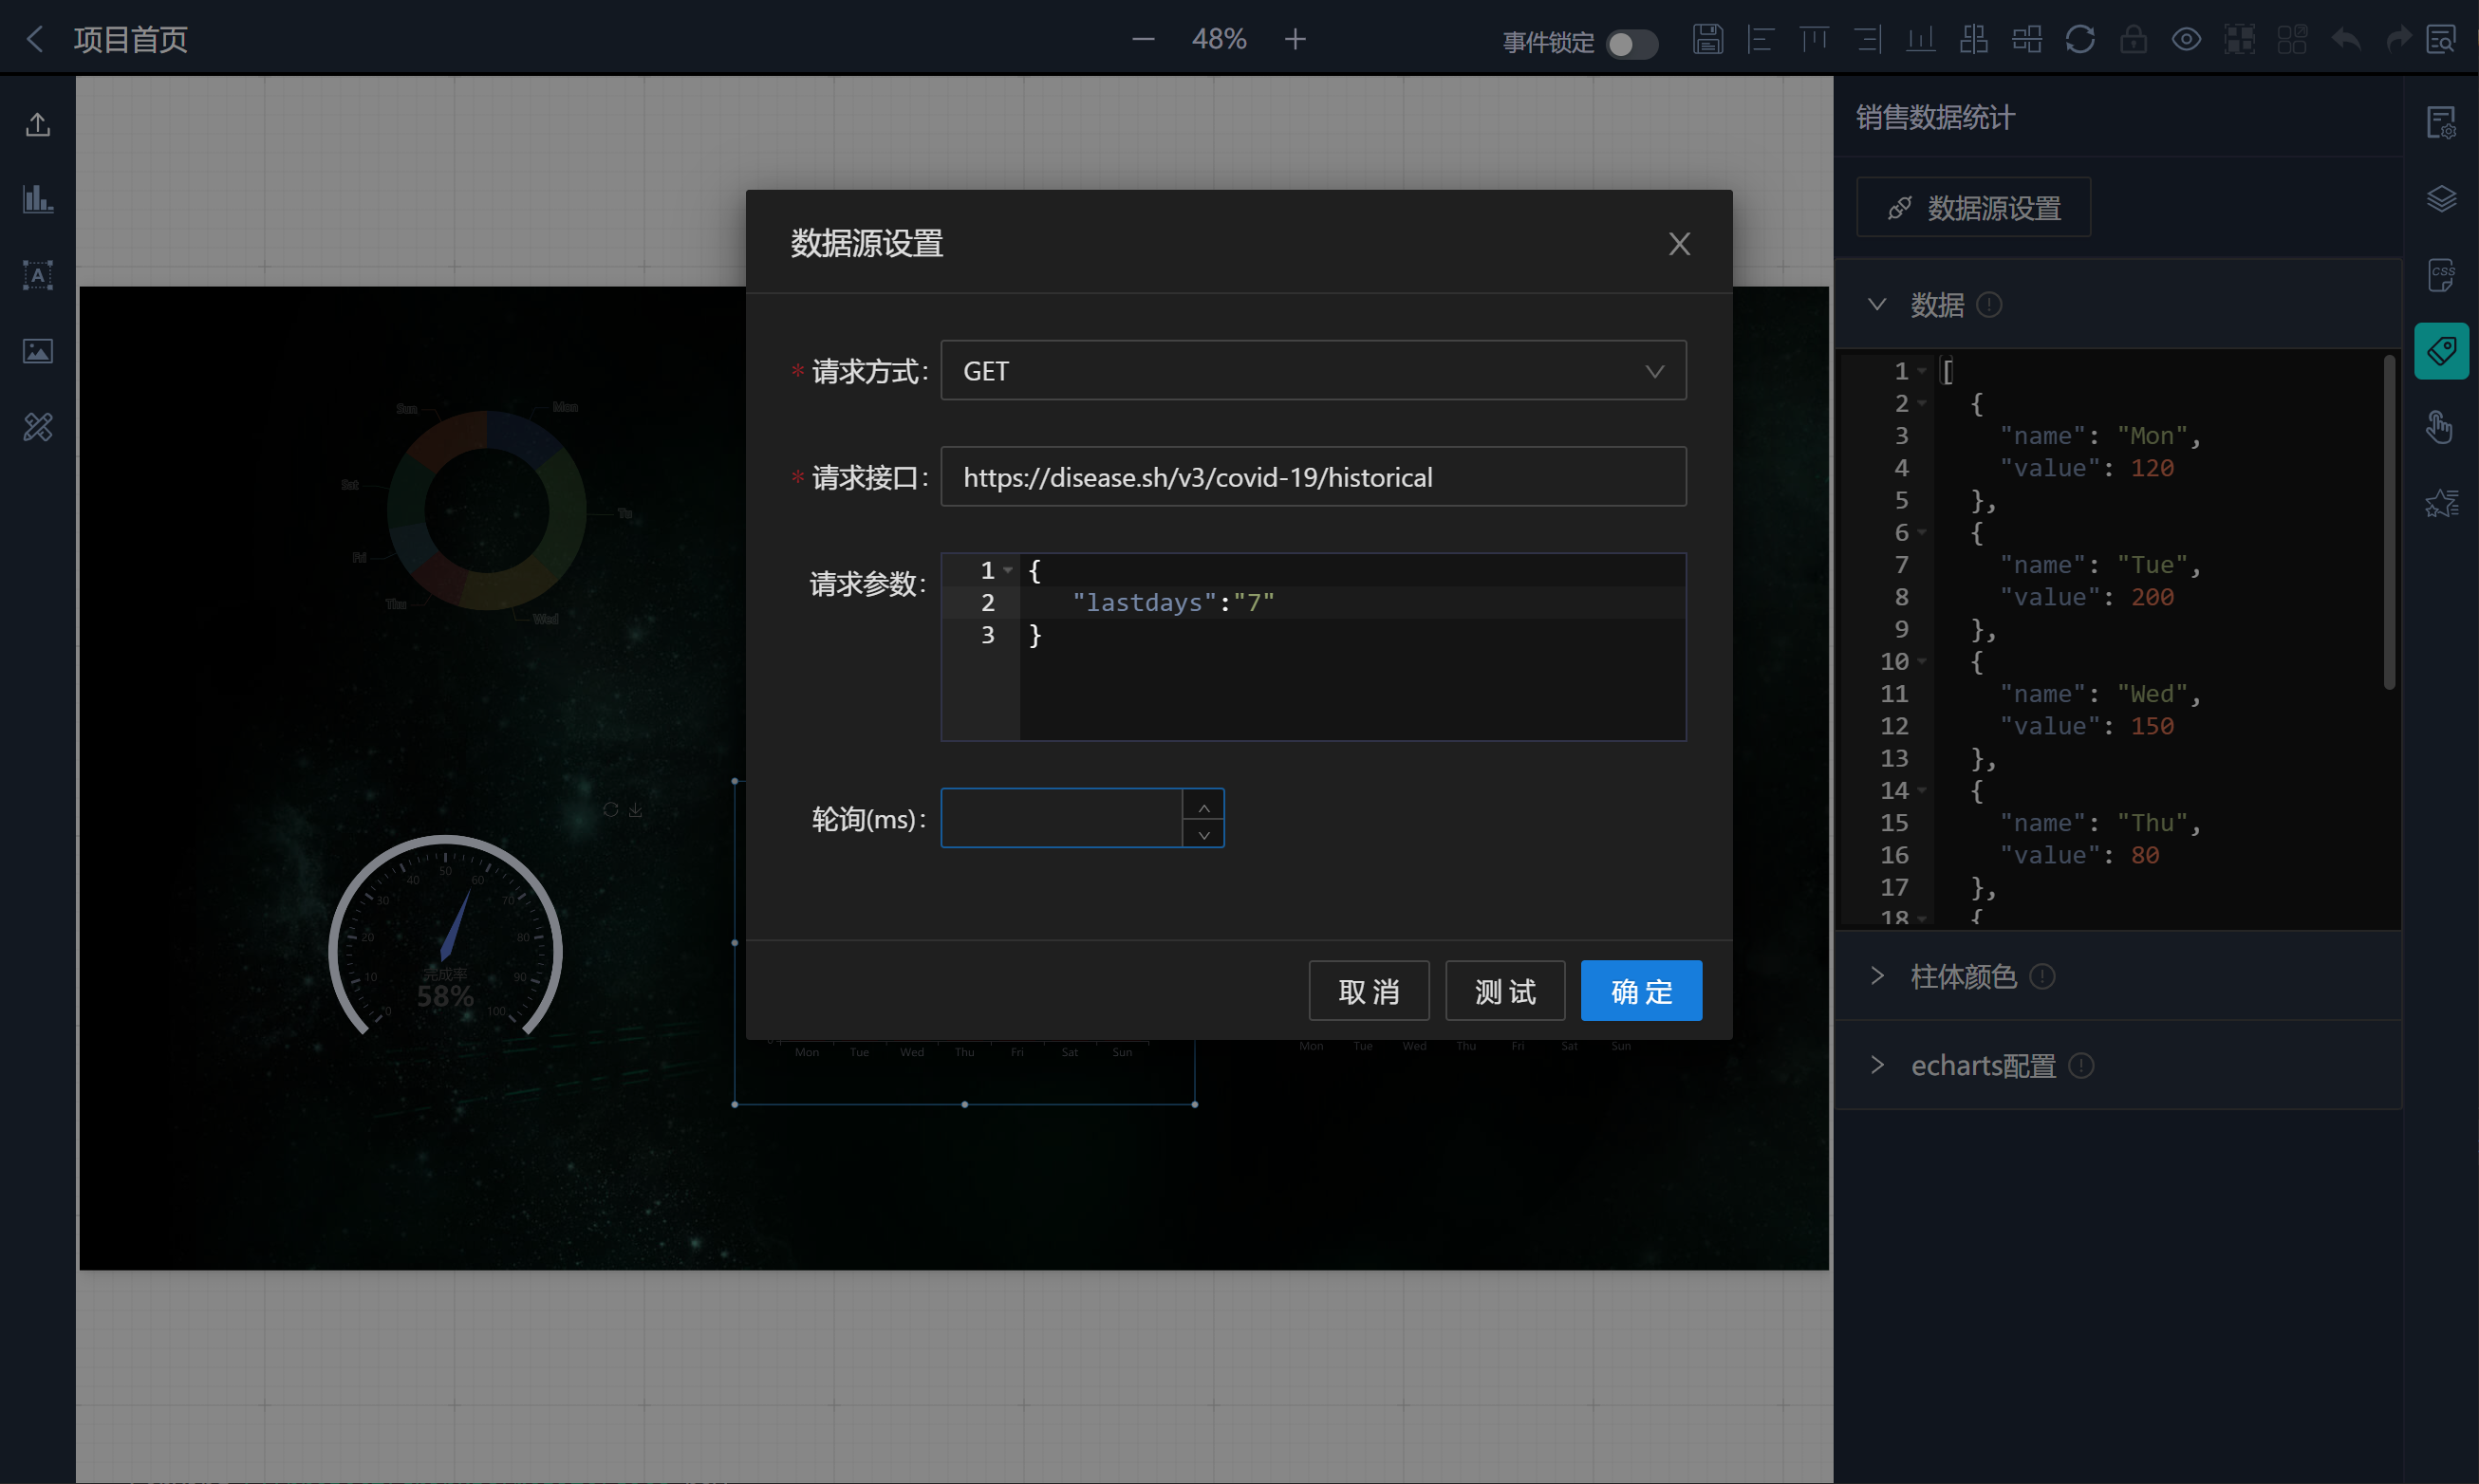 项目首页
48%
事件锁定
销售数据统计
数据源设置
数据
1 [
2 {
3 "name": "Mon",
4 "value": 120
5 },
6 {
7 "name": "Tue",
8 "value": 200
9 },
10 {
11 "name": "Wed",
12 "value": 150
13 },
14 {
15 "name": "Thu",
16 "value": 80
17 },
18 {
柱体颜色
echarts配置
CSS
A
数据源设置
* 请求方式:
GET
* 请求接口:
https://disease.sh/v3/covid-19/historical
请求参数:
1 {
2 "lastdays":"7"
3 }
轮询(ms):
取 消
测 试
确 定
Sun
Mon
Sat
Tu
Fri
Thu
Wed
0
10
20
30
40
50
60
70
80
90
100
完成率
58%
Mon Tue Wed Thu Fri Sat Sun
Mon Tue Wed Thu Fri Sat Sun